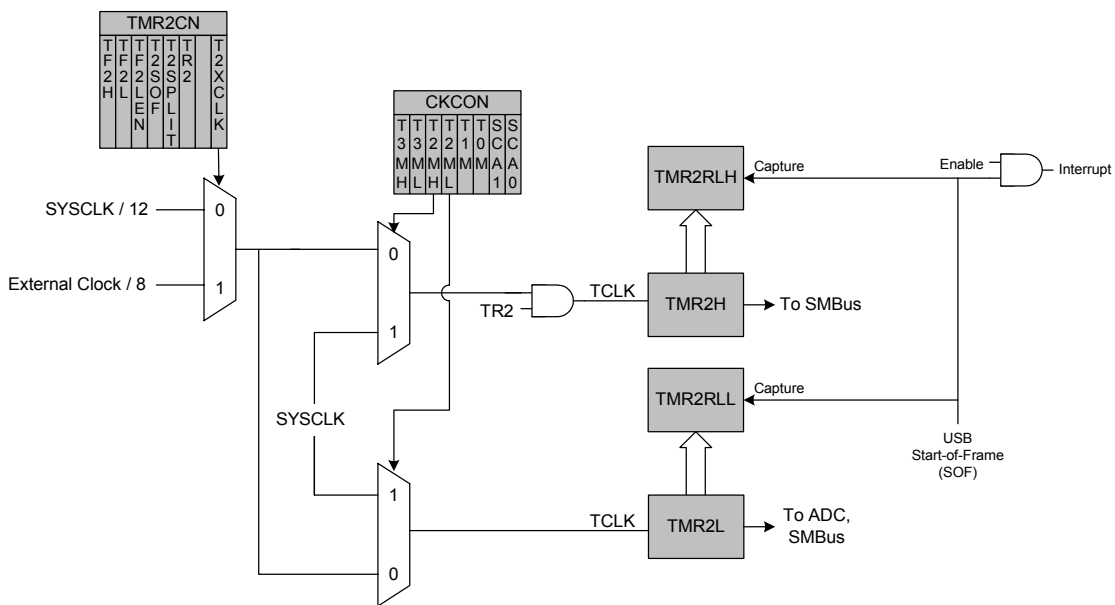 TMR2CN
TF2H
TF2L
TF2LEN
T2SOF
T2SPLIT
TR2
T2XCLK
CKCON
T3MH
T3ML
T2MH
T2ML
T1M
T0M
SCA1
SCA0
SYSCLK / 12
0
External Clock / 8
1
0
1
TR2
TCLK
TMR2RLH
Capture
TMR2H
To SMBus
Enable
Interrupt
SYSCLK
1
0
TCLK
TMR2RLL
Capture
TMR2L
To ADC,
SMBus
USB
Start-of-Frame
(SOF)